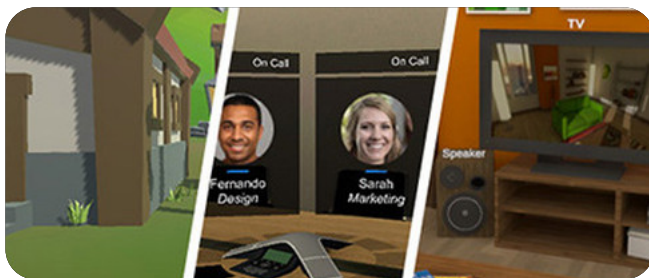 On Call
Fernando
Design
On Call
Sarah
Marketing
TV
Speaker